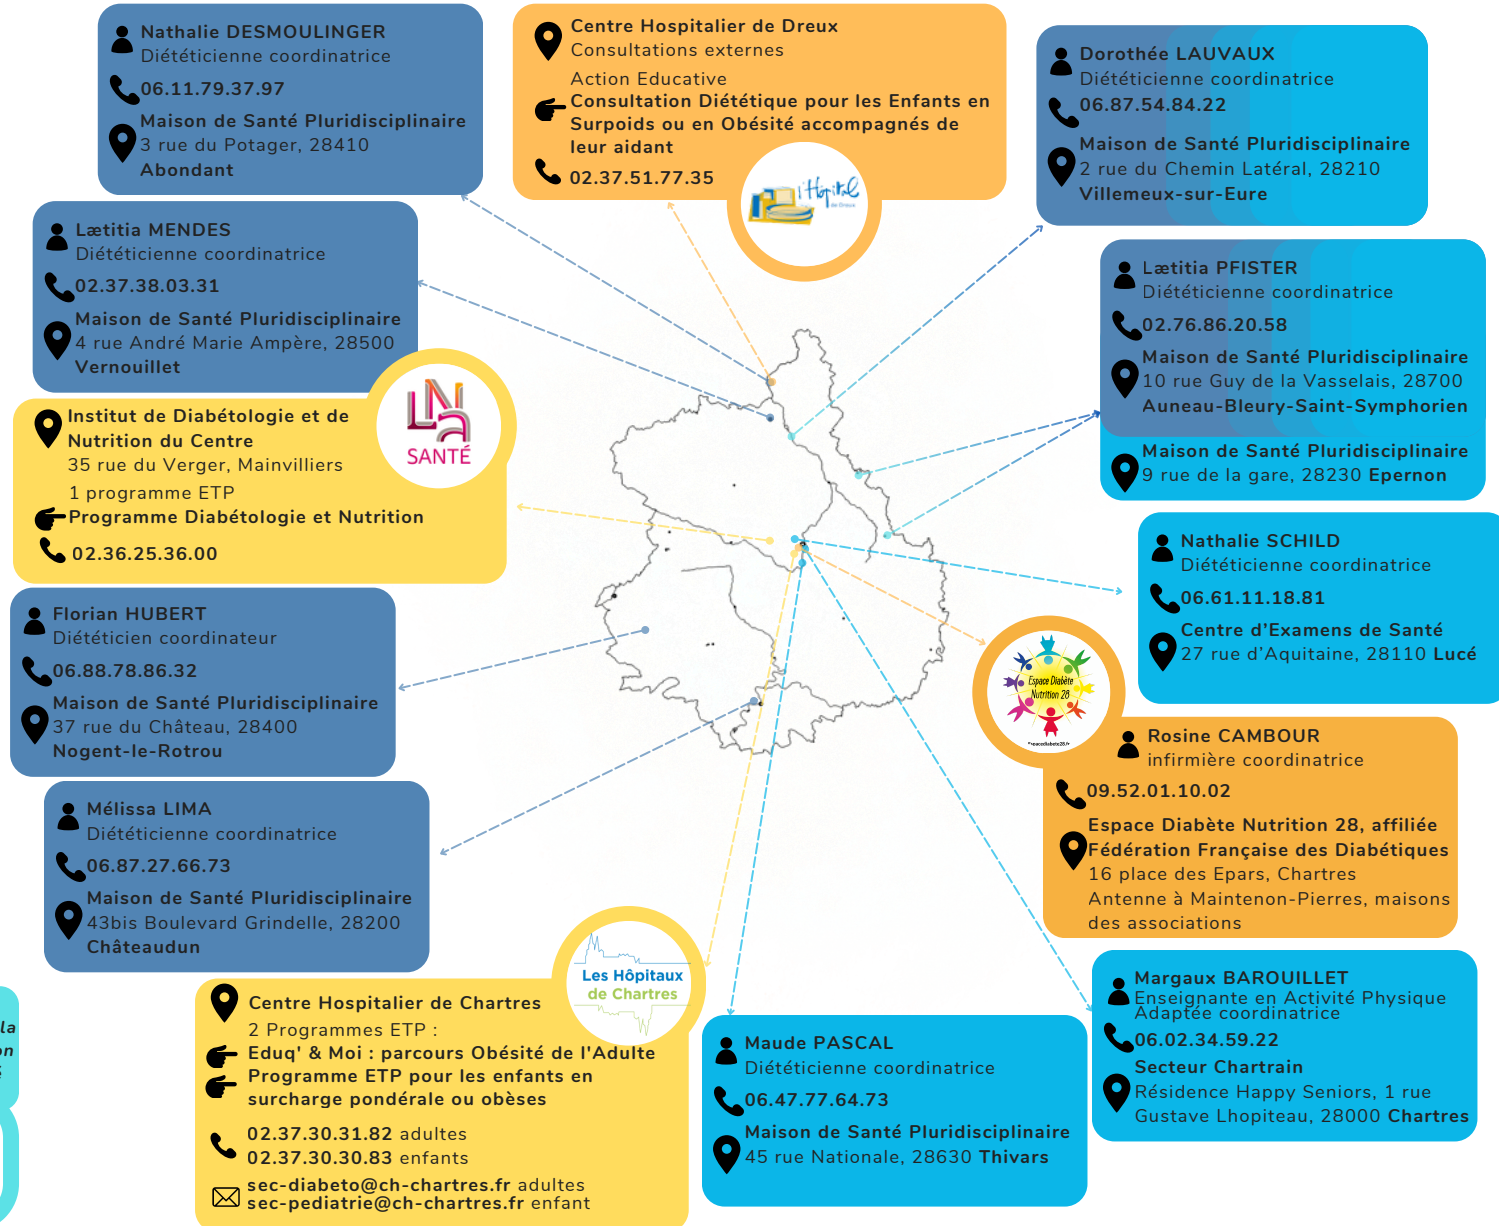 Nathalie DESMOULINGER
Diététicienne coordinatrice
06.11.79.37.97
Maison de Santé Pluridisciplinaire
3 rue du Potager, 28410
Abondant
Centre Hospitalier de Dreux
Consultations externes
Action Educative
Consultation Diététique pour les Enfants en
Surpoids ou en Obésité accompagnés de
leur aidant
02.37.51.77.35
l'Hôpital
de Dreux
Dorothée LAUVAUX
Diététicienne coordinatrice
06.87.54.84.22
Maison de Santé Pluridisciplinaire
2 rue du Chemin Latéral, 28210
Villemeux-sur-Eure
Lætitia MENDES
Diététicienne coordinatrice
02.37.38.03.31
Maison de Santé Pluridisciplinaire
4 rue André Marie Ampère, 28500
Vernouillet
Lætitia PFISTER
Diététicienne coordinatrice
02.76.86.20.58
Maison de Santé Pluridisciplinaire
10 rue Guy de la Vasselais, 28700
Auneau-Bleury-Saint-Symphorien
Maison de Santé Pluridisciplinaire
9 rue de la gare, 28230 Epernon
Institut de Diabétologie et de
Nutrition du Centre
35 rue du Verger, Mainvilliers
1 programme ETP
Programme Diabétologie et Nutrition
02.36.25.36.00
LNA
SANTÉ
Nathalie SCHILD
Diététicienne coordinatrice
06.61.11.18.81
Centre d'Examens de Santé
27 rue d'Aquitaine, 28110 Lucé
Florian HUBERT
Diététicien coordinateur
06.88.78.86.32
Maison de Santé Pluridisciplinaire
37 rue du Château, 28400
Nogent-le-Rotrou
Espace Diabète
Nutrition 28
Rosine CAMBOUR
infirmière coordinatrice
09.52.01.10.02
Espace Diabète Nutrition 28, affiliée
Fédération Française des Diabétiques
16 place des Epars, Chartres
Antenne à Maintenon-Pierres, maisons
des associations
Mélissa LIMA
Diététicienne coordinatrice
06.87.27.66.73
Maison de Santé Pluridisciplinaire
43bis Boulevard Grindelle, 28200
Châteaudun
Les Hôpitaux
de Chartres
Centre Hospitalier de Chartres
2 Programmes ETP :
Eduq' & Moi : parcours Obésité de l'Adulte
Programme ETP pour les enfants en
surcharge pondérale ou obèses
02.37.30.31.82 adultes
02.37.30.30.83 enfants
sec-diabeto@ch-chartres.fr adultes
sec-pediatrie@ch-chartres.fr enfant
Maude PASCAL
Diététicienne coordinatrice
06.47.77.64.73
Maison de Santé Pluridisciplinaire
45 rue Nationale, 28630 Thivars
Margaux BAROUILLET
Enseignante en Activité Physique
Adaptée coordinatrice
06.02.34.59.22
Secteur Chartrain
Résidence Happy Seniors, 1 rue
Gustave Lhopiteau, 28000 Chartres
la
on